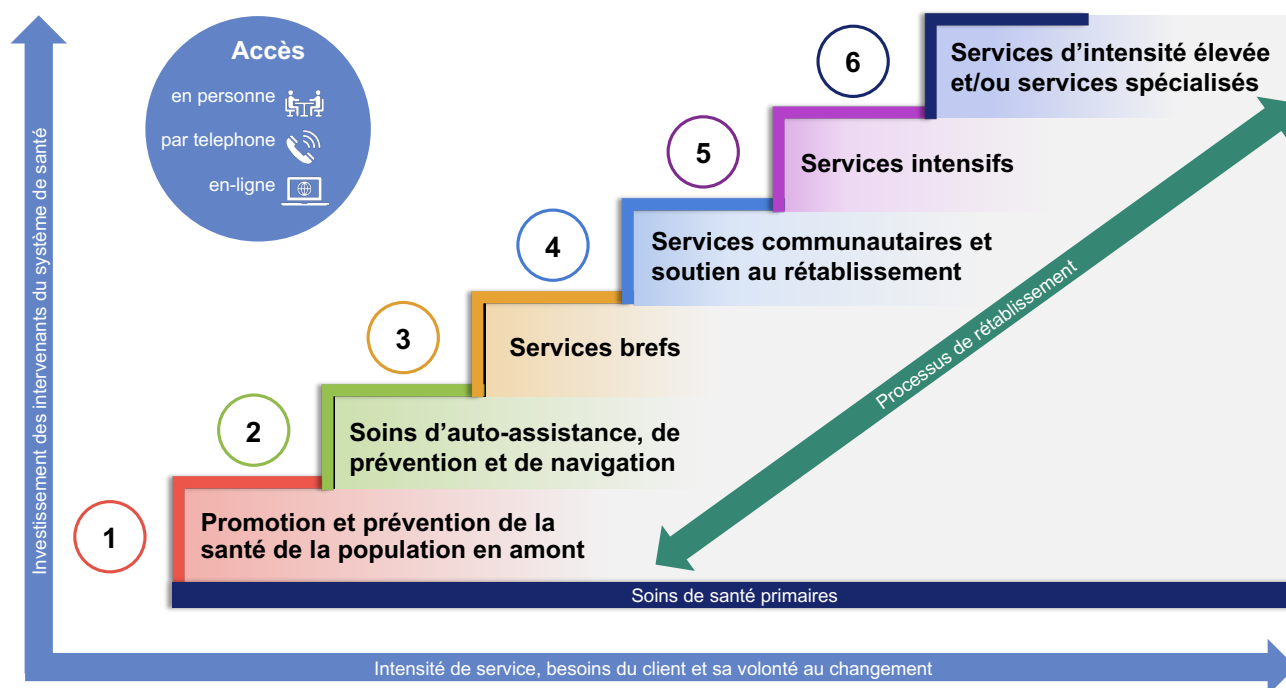 Accès
en personne
par telephone
en-ligne
6
Services d’intensité élevée
et/ou services spécialisés
5
Services intensifs
4
Services communautaires et
soutien au rétablissement
3
Services brefs
2
Soins d’auto-assistance, de
prévention et de navigation
1
Promotion et prévention de la
santé de la population en amont
Processus de rétablissement
Soins de santé primaires
Investissement des intervenants du système de santé
Intensité de service, besoins du client et sa volonté au changement